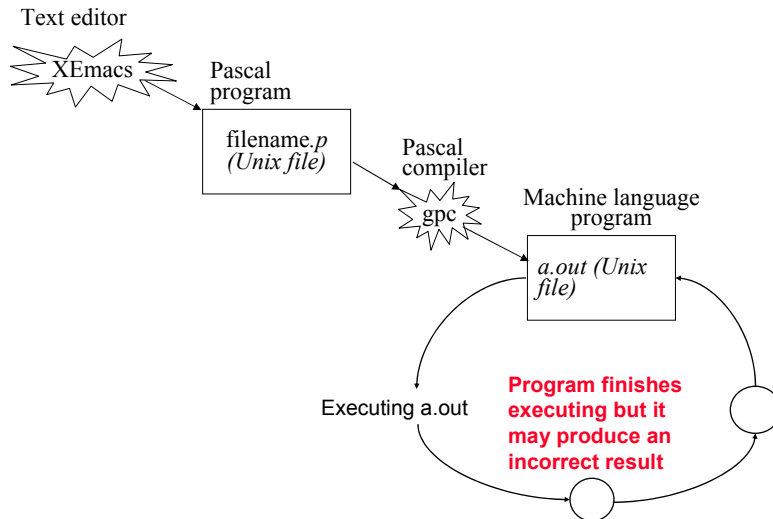 Text editor
XEmacs
Pascal
program
filename.p
(Unix file)
Pascal
compiler
gpc
Machine language
program
a.out (Unix
file)
Executing a.out
Program finishes
executing but it
may produce an
incorrect result